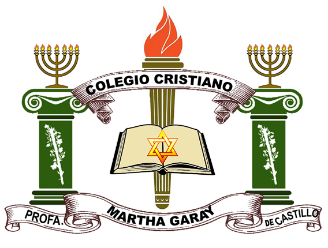 COLEGIO CRISTIANO
PROFA. MARTHA GARAY DE CASTILLO